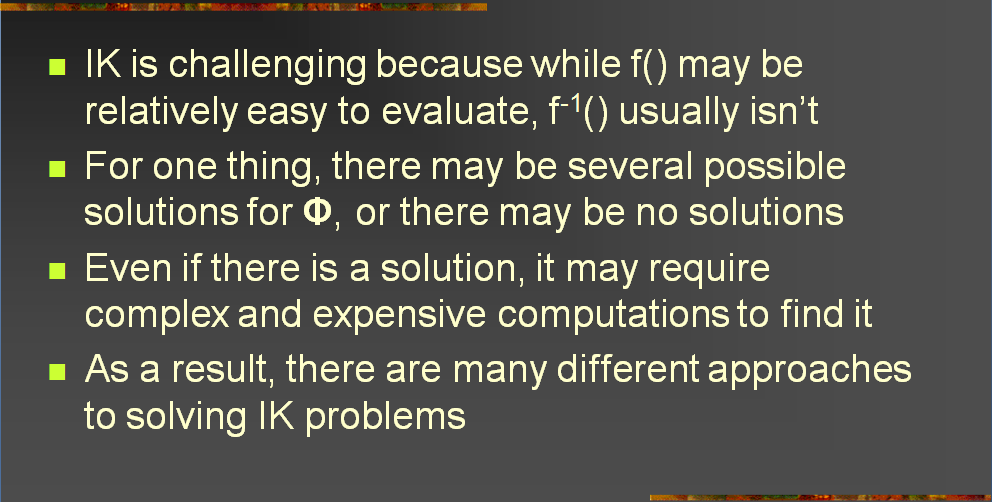 IK is challenging because while f() may be
relatively easy to evaluate, f⁻¹() usually isn’t
For one thing, there may be several possible
solutions for Φ, or there may be no solutions
Even if there is a solution, it may require
complex and expensive computations to find it
As a result, there are many different approaches
to solving IK problems